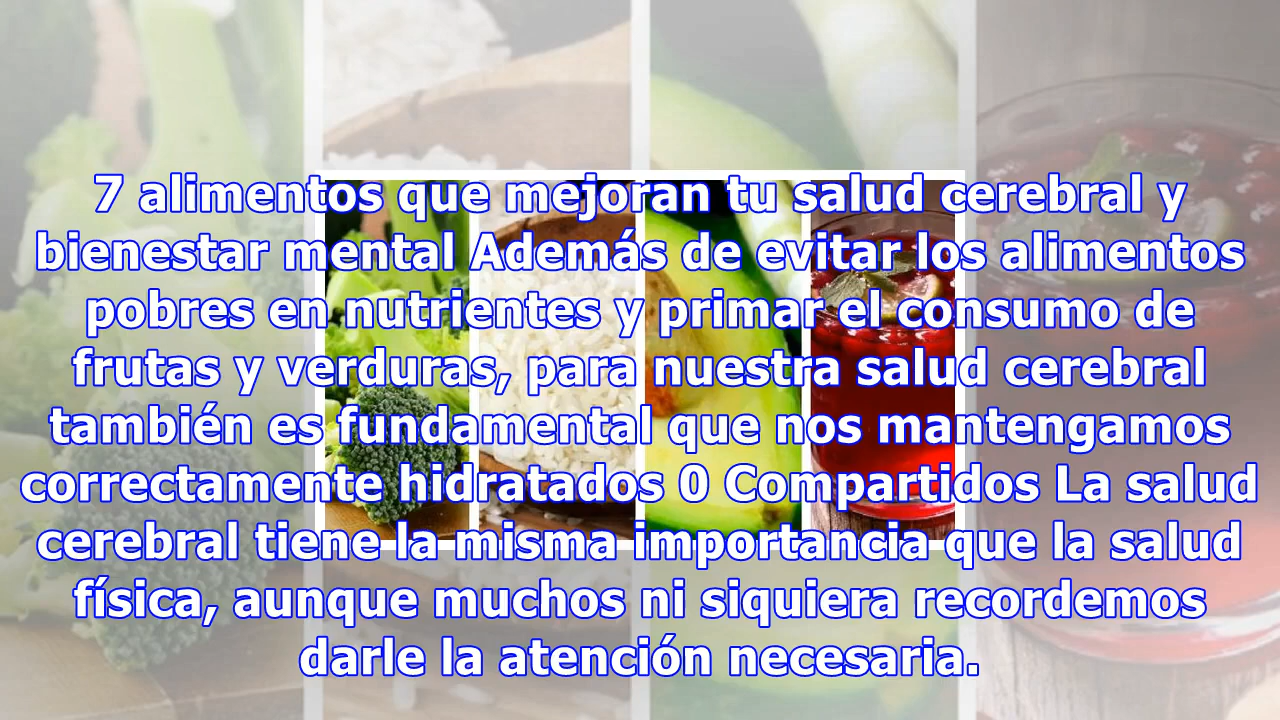 7 alimentos que mejoran tu salud cerebral y
bienestar mental Además de evitar los alimentos
pobres en nutrientes y primar el consumo de
frutas y verduras, para nuestra salud cerebral
también es fundamental que nos mantengamos
correctamente hidratados 0 Compartidos La salud
cerebral tiene la misma importancia que la salud
física, aunque muchos ni siquiera recordemos
darle la atención necesaria.